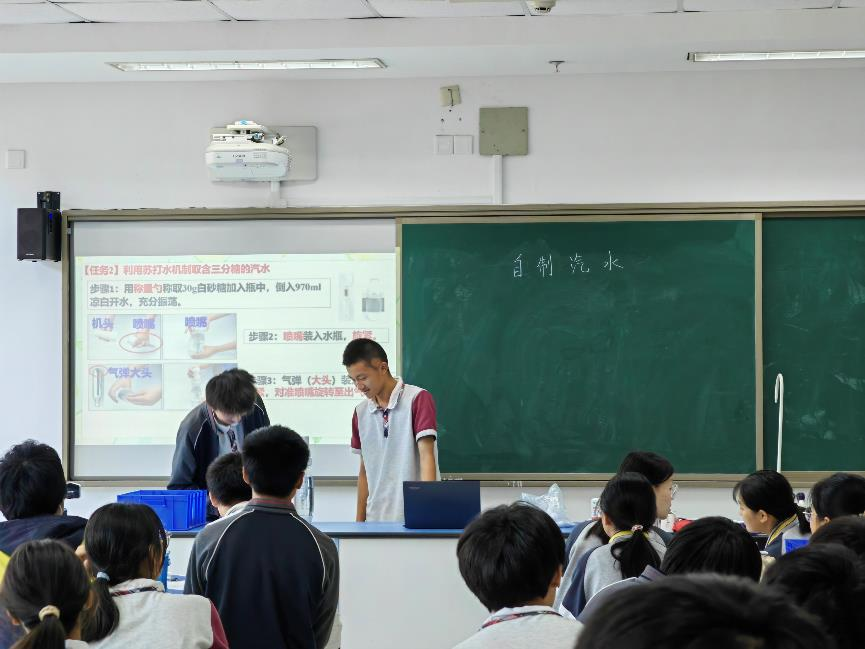 【任务2】利用苏打水机制取含三分糖的汽水
步骤1：用称量勺称取30g白砂糖加入瓶中，倒入970ml
凉白开水，充分振荡。
机头 喷嘴 喷嘴
步骤2：喷嘴装入水瓶，旋紧
气弹大头
步骤3：气弹（大头）装
，对准喷嘴旋转至出气
自制汽水